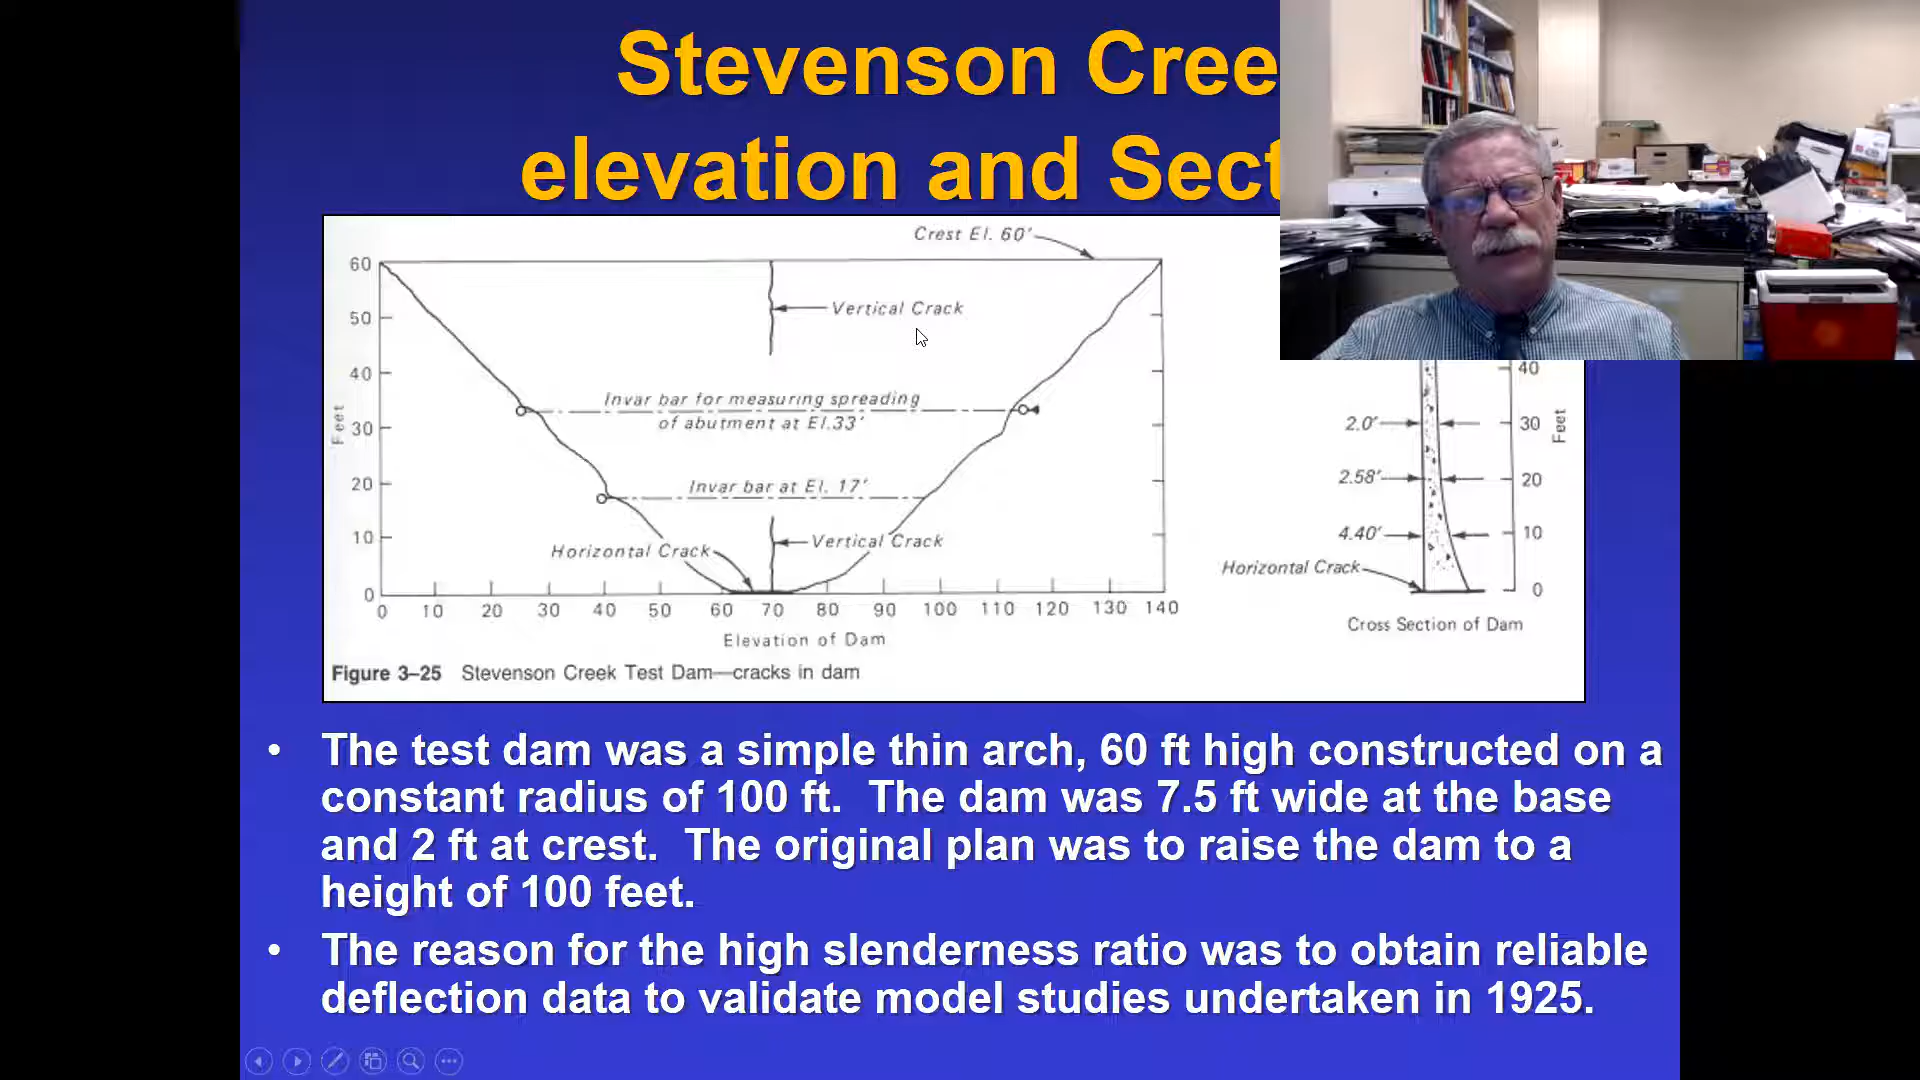 Stevenson Cree
elevation and Sect
Crest El. 60'
60
Vertical Crack
50
40
Invar bar for measuring spreading
of abutment at El.33'
Feet
30
20
Invar bar at El. 17'
10
Horizontal Crack
Vertical Crack
0
0 10 20 30 40 50 60 70 80 90 100 110 120 130 140
Elevation of Dam
40
2.0'
30
Feet
2.58'
20
4.40'
10
Horizontal Crack
0
Cross Section of Dam
Figure 3–25 Stevenson Creek Test Dam—cracks in dam
• The test dam was a simple thin arch, 60 ft high constructed on a
constant radius of 100 ft. The dam was 7.5 ft wide at the base
and 2 ft at crest. The original plan was to raise the dam to a
height of 100 feet.
• The reason for the high slenderness ratio was to obtain reliable
deflection data to validate model studies undertaken in 1925.